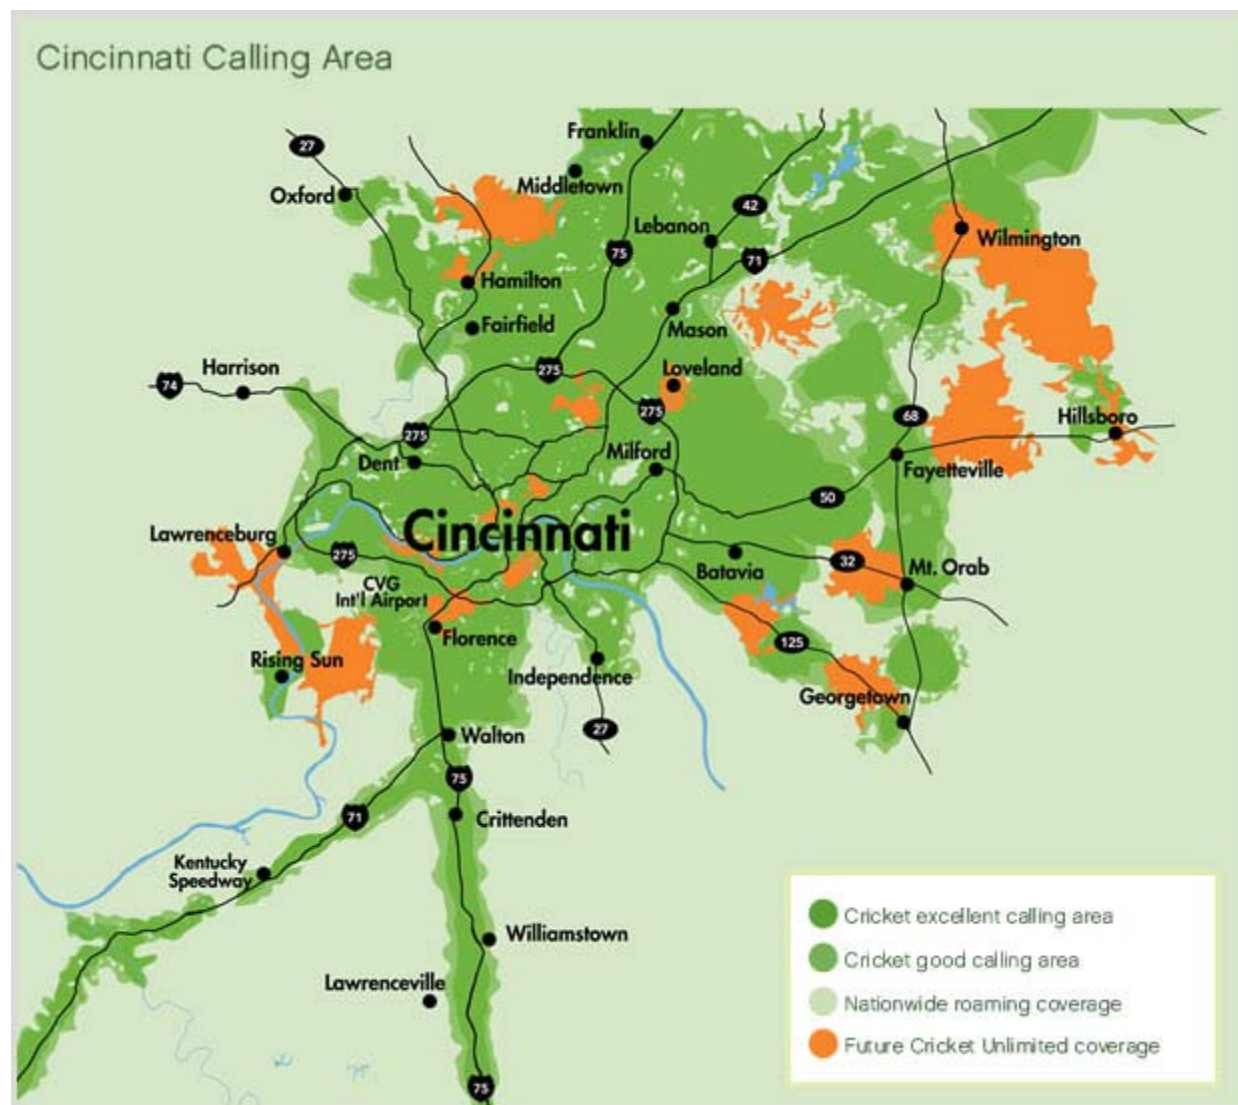 Cincinnati Calling Area
Franklin
27
Middletown
Oxford
42
Lebanon
75
Wilmington
71
Hamilton
Fairfield
Mason
Harrison
275
Loveland
74
275
68
Hillsboro
275
Milford
Dent
Fayetteville
50
Cincinnati
Lawrenceburg
275
32
Batavia
Mt. Orab
CVG
Int'l Airport
Florence
125
Rising Sun
Independence
Georgetown
27
Walton
75
71
Crittenden
Kentucky
Speedway
Williamstown
Lawrenceville
75
Cricket excellent calling area
Cricket good calling area
Nationwide roaming coverage
Future Cricket Unlimited coverage